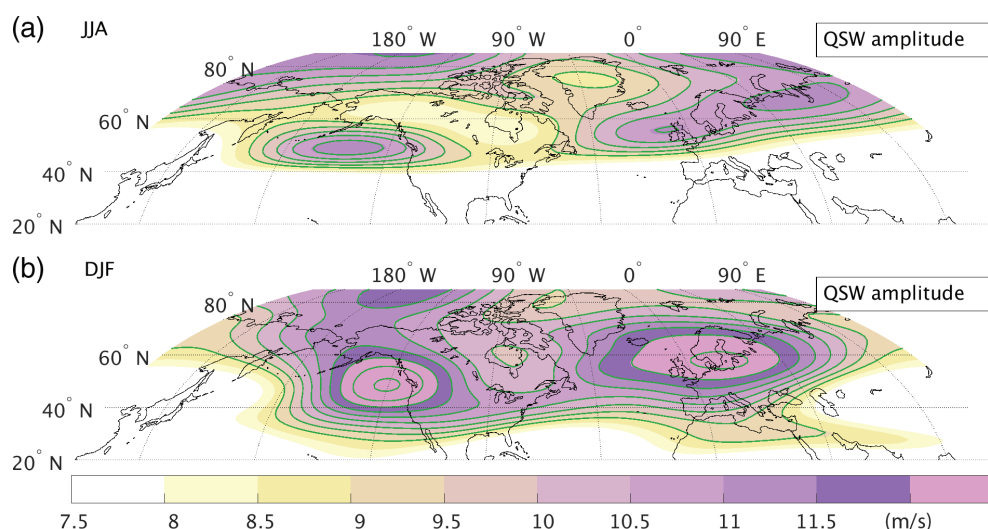 (a) JJA
180° W 90° W 0° 90° E
QSW amplitude
80° N
60° N
40° N
20° N
(b) DJF
180° W 90° W 0° 90° E
QSW amplitude
80° N
60° N
40° N
20° N
7.5 8 8.5 9 9.5 10 10.5 11 11.5 (m/s)